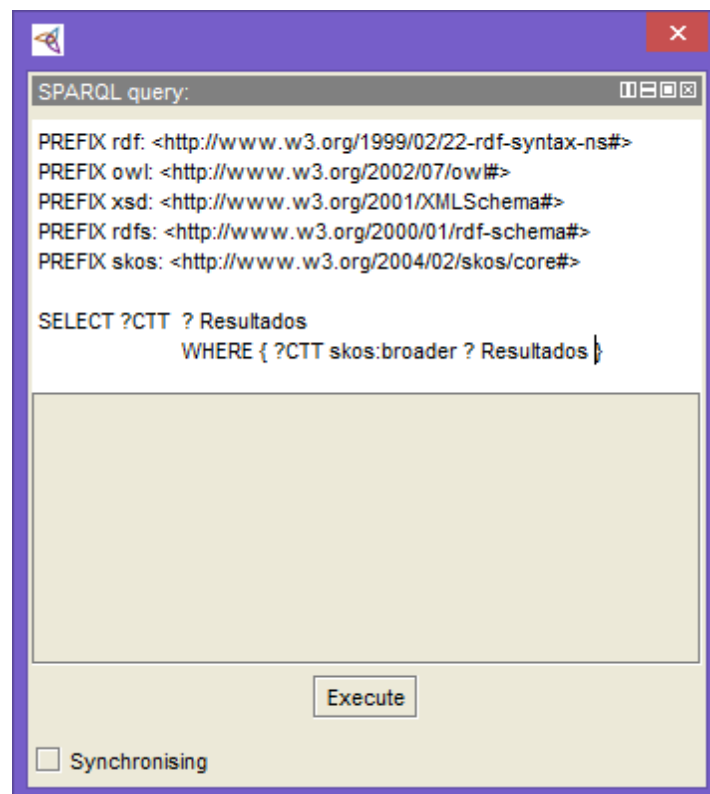 SPARQL query:
PREFIX rdf: <http://www.w3.org/1999/02/22-rdf-syntax-ns#>
PREFIX owl: <http://www.w3.org/2002/07/owl#>
PREFIX xsd: <http://www.w3.org/2001/XMLSchema#>
PREFIX rdfs: <http://www.w3.org/2000/01/rdf-schema#>
PREFIX skos: <http://www.w3.org/2004/02/skos/core#>
SELECT ?CTT ? Resultados
WHERE { ?CTT skos:broader ? Resultados }
Execute
Synchronising